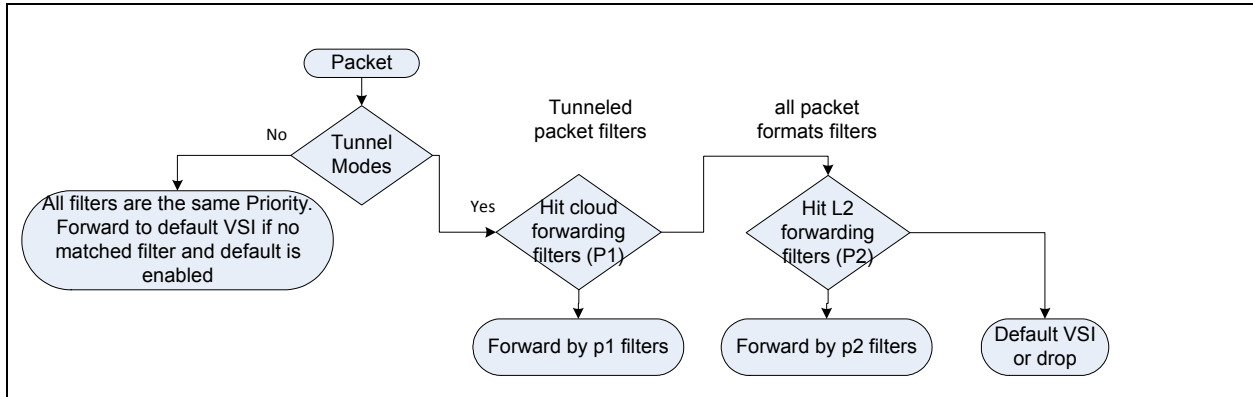 Packet
Tunneled
packet filters
all packet
formats filters
No
Tunnel
Modes
All filters are the same Priority.
Forward to default VSI if no
matched filter and default is
enabled
Yes
Hit cloud
forwarding
filters (P1)
Hit L2
forwarding
filters (P2)
Forward by p1 filters
Forward by p2 filters
Default VSI
or drop